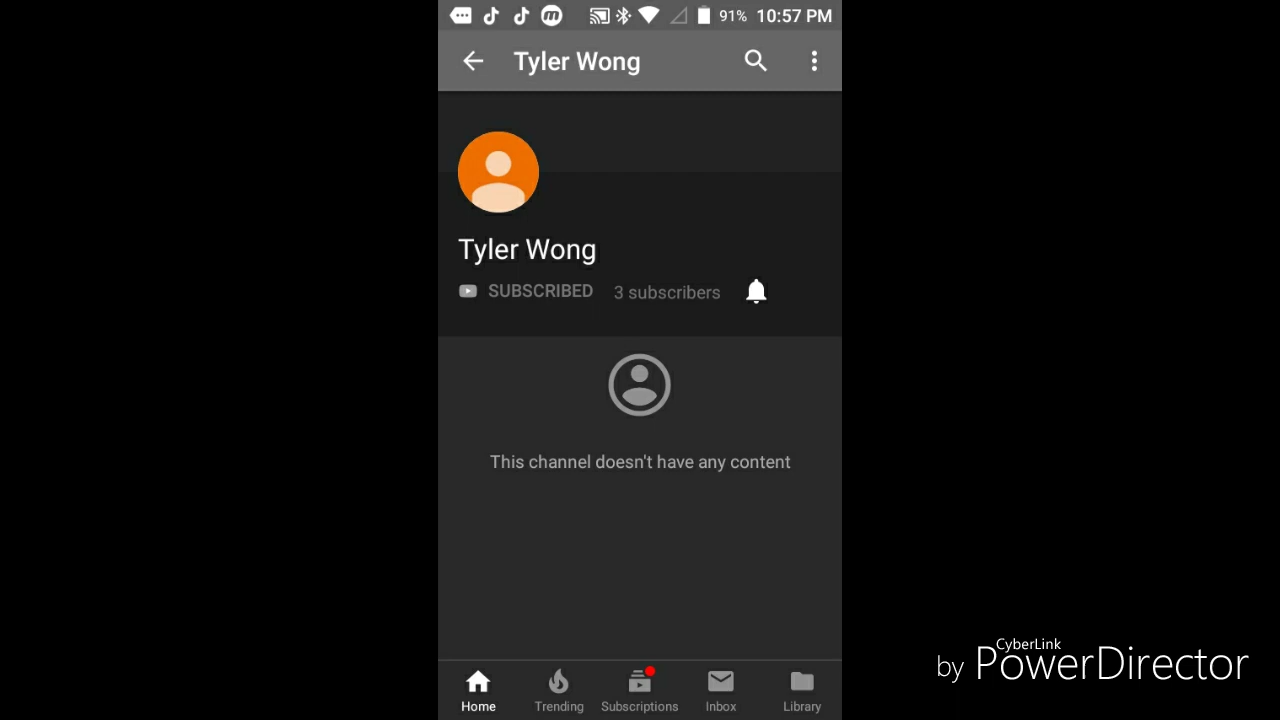 91% 10:57 PM
Tyler Wong
Tyler Wong
SUBSCRIBED 3 subscribers
This channel doesn't have any content
Home Trending Subscriptions Inbox Library
CyberLink
by PowerDirector